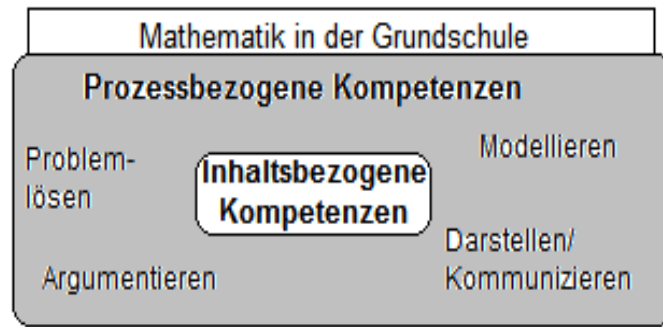 Mathematik in der Grundschule
Prozessbezogene Kompetenzen
Problem-
lösen
Modellieren
Inhaltsbezogene
Kompetenzen
Argumentieren
Darstellen/
Kommunizieren